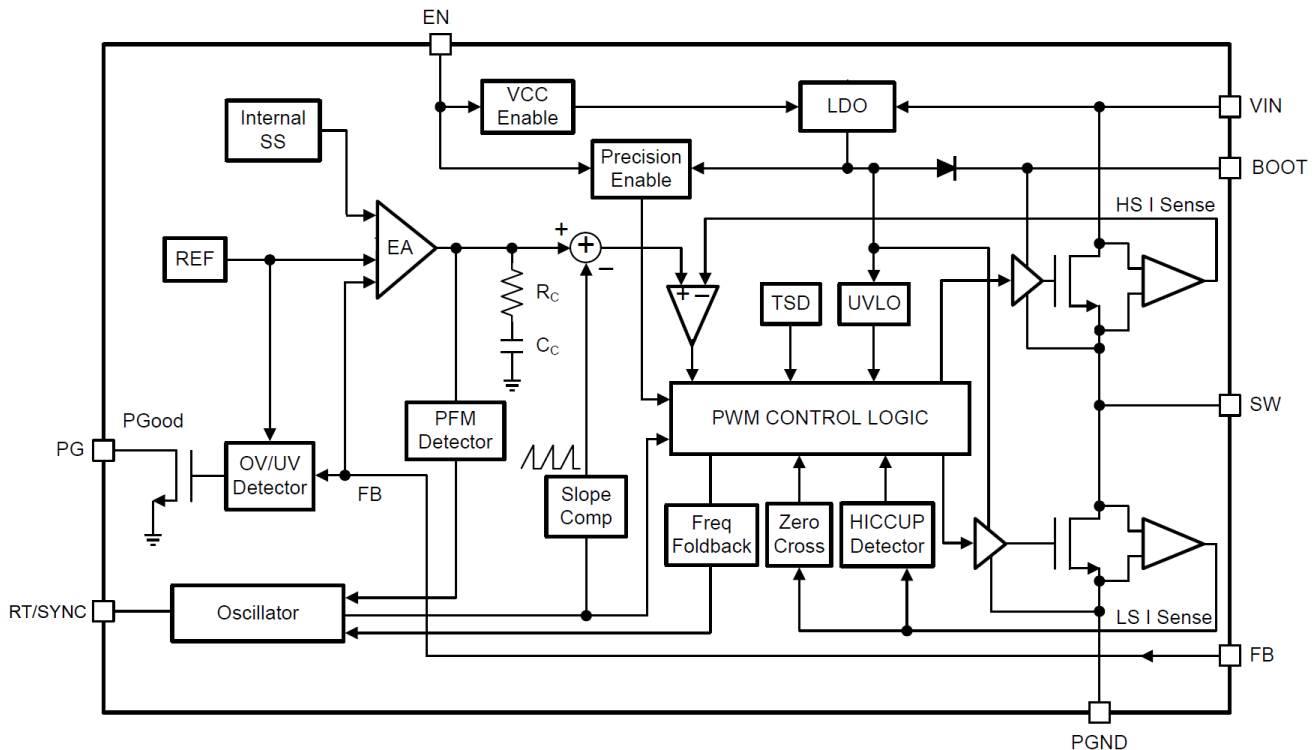 EN
VCC
Enable
LDO
VIN
Internal
SS
Precision
Enable
BOOT
HS I Sense
REF
EA
+
+
−
+ −
R_C
TSD
UVLO
C_C
PGood
PFM
Detector
PWM CONTROL LOGIC
SW
PG
OV/UV
Detector
FB
Slope
Comp
Freq
Foldback
Zero
Cross
HICCUP
Detector
RT/SYNC
Oscillator
LS I Sense
FB
PGND